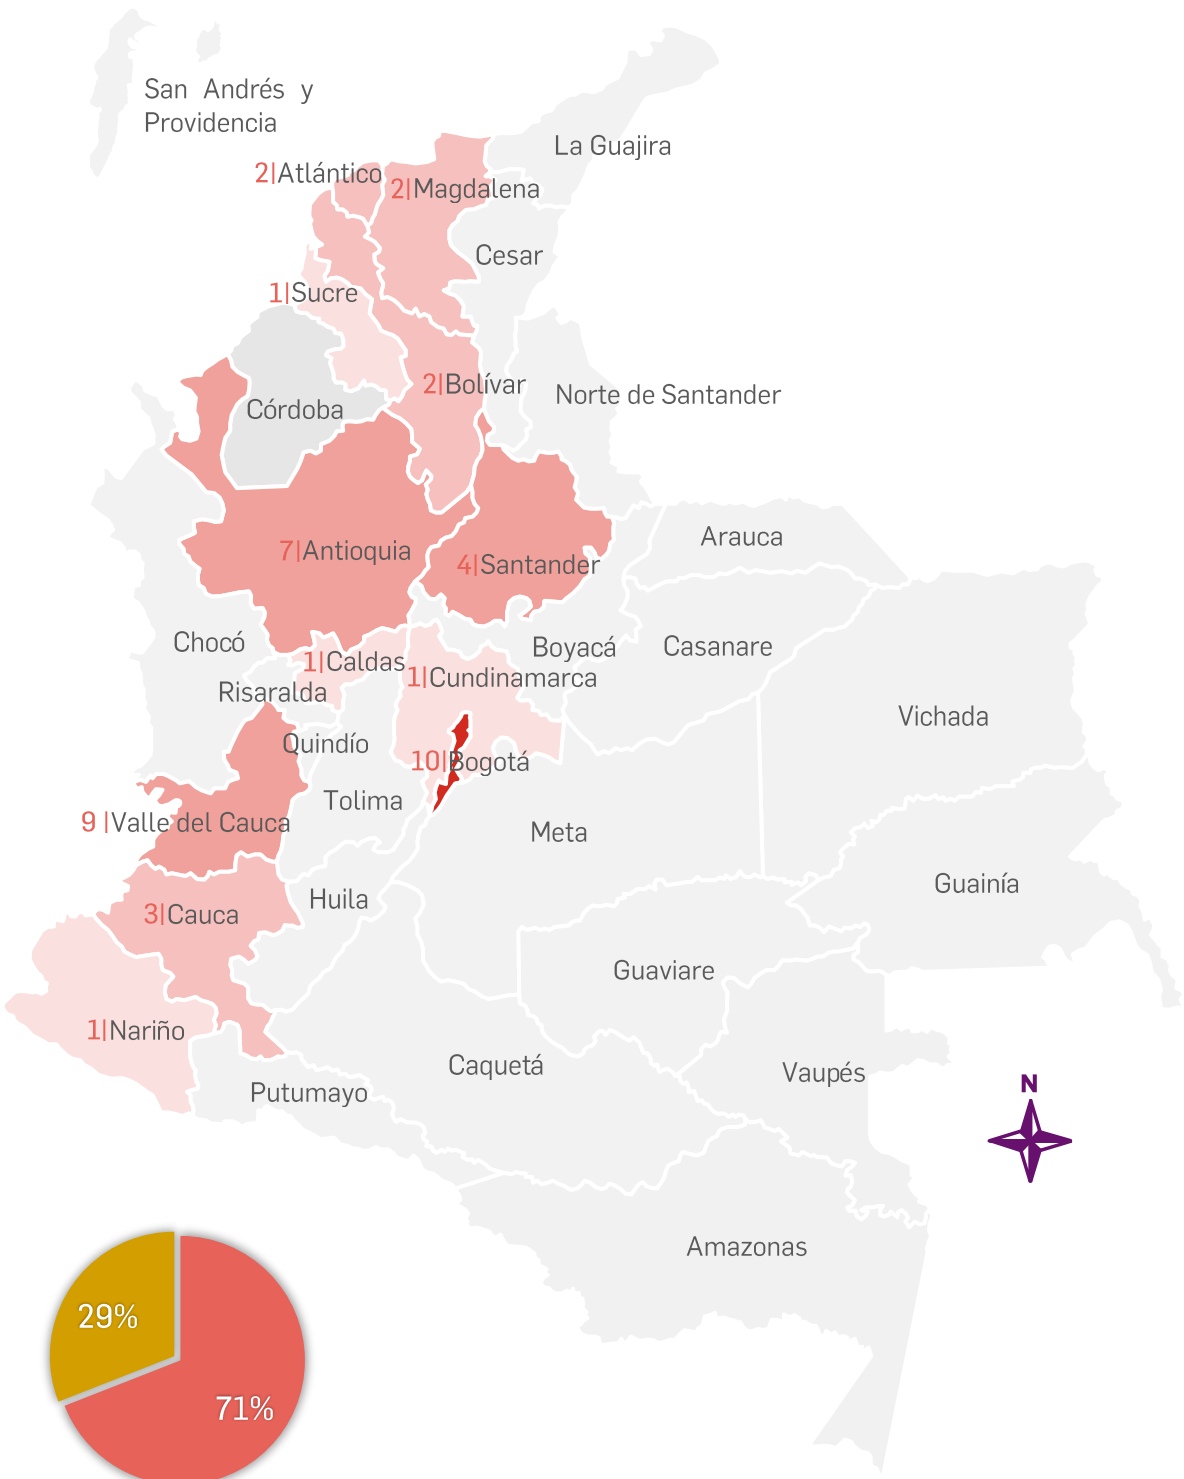 San Andrés y
Providencia
La Guajira
2|Atlántico
2|Magdalena
Cesar
1|Sucre
2|Bolívar
Norte de Santander
Córdoba
Arauca
7|Antioquia
4|Santander
Chocó
Boyacá
Casanare
1|Caldas
1|Cundinamarca
Risaralda
Vichada
Quindío
10|Bogotá
Tolima
9 |Valle del Cauca
Meta
Guainía
Huila
3|Cauca
Guaviare
1|Nariño
Caquetá
Vaupés
N
Putumayo
Amazonas
29%
71%